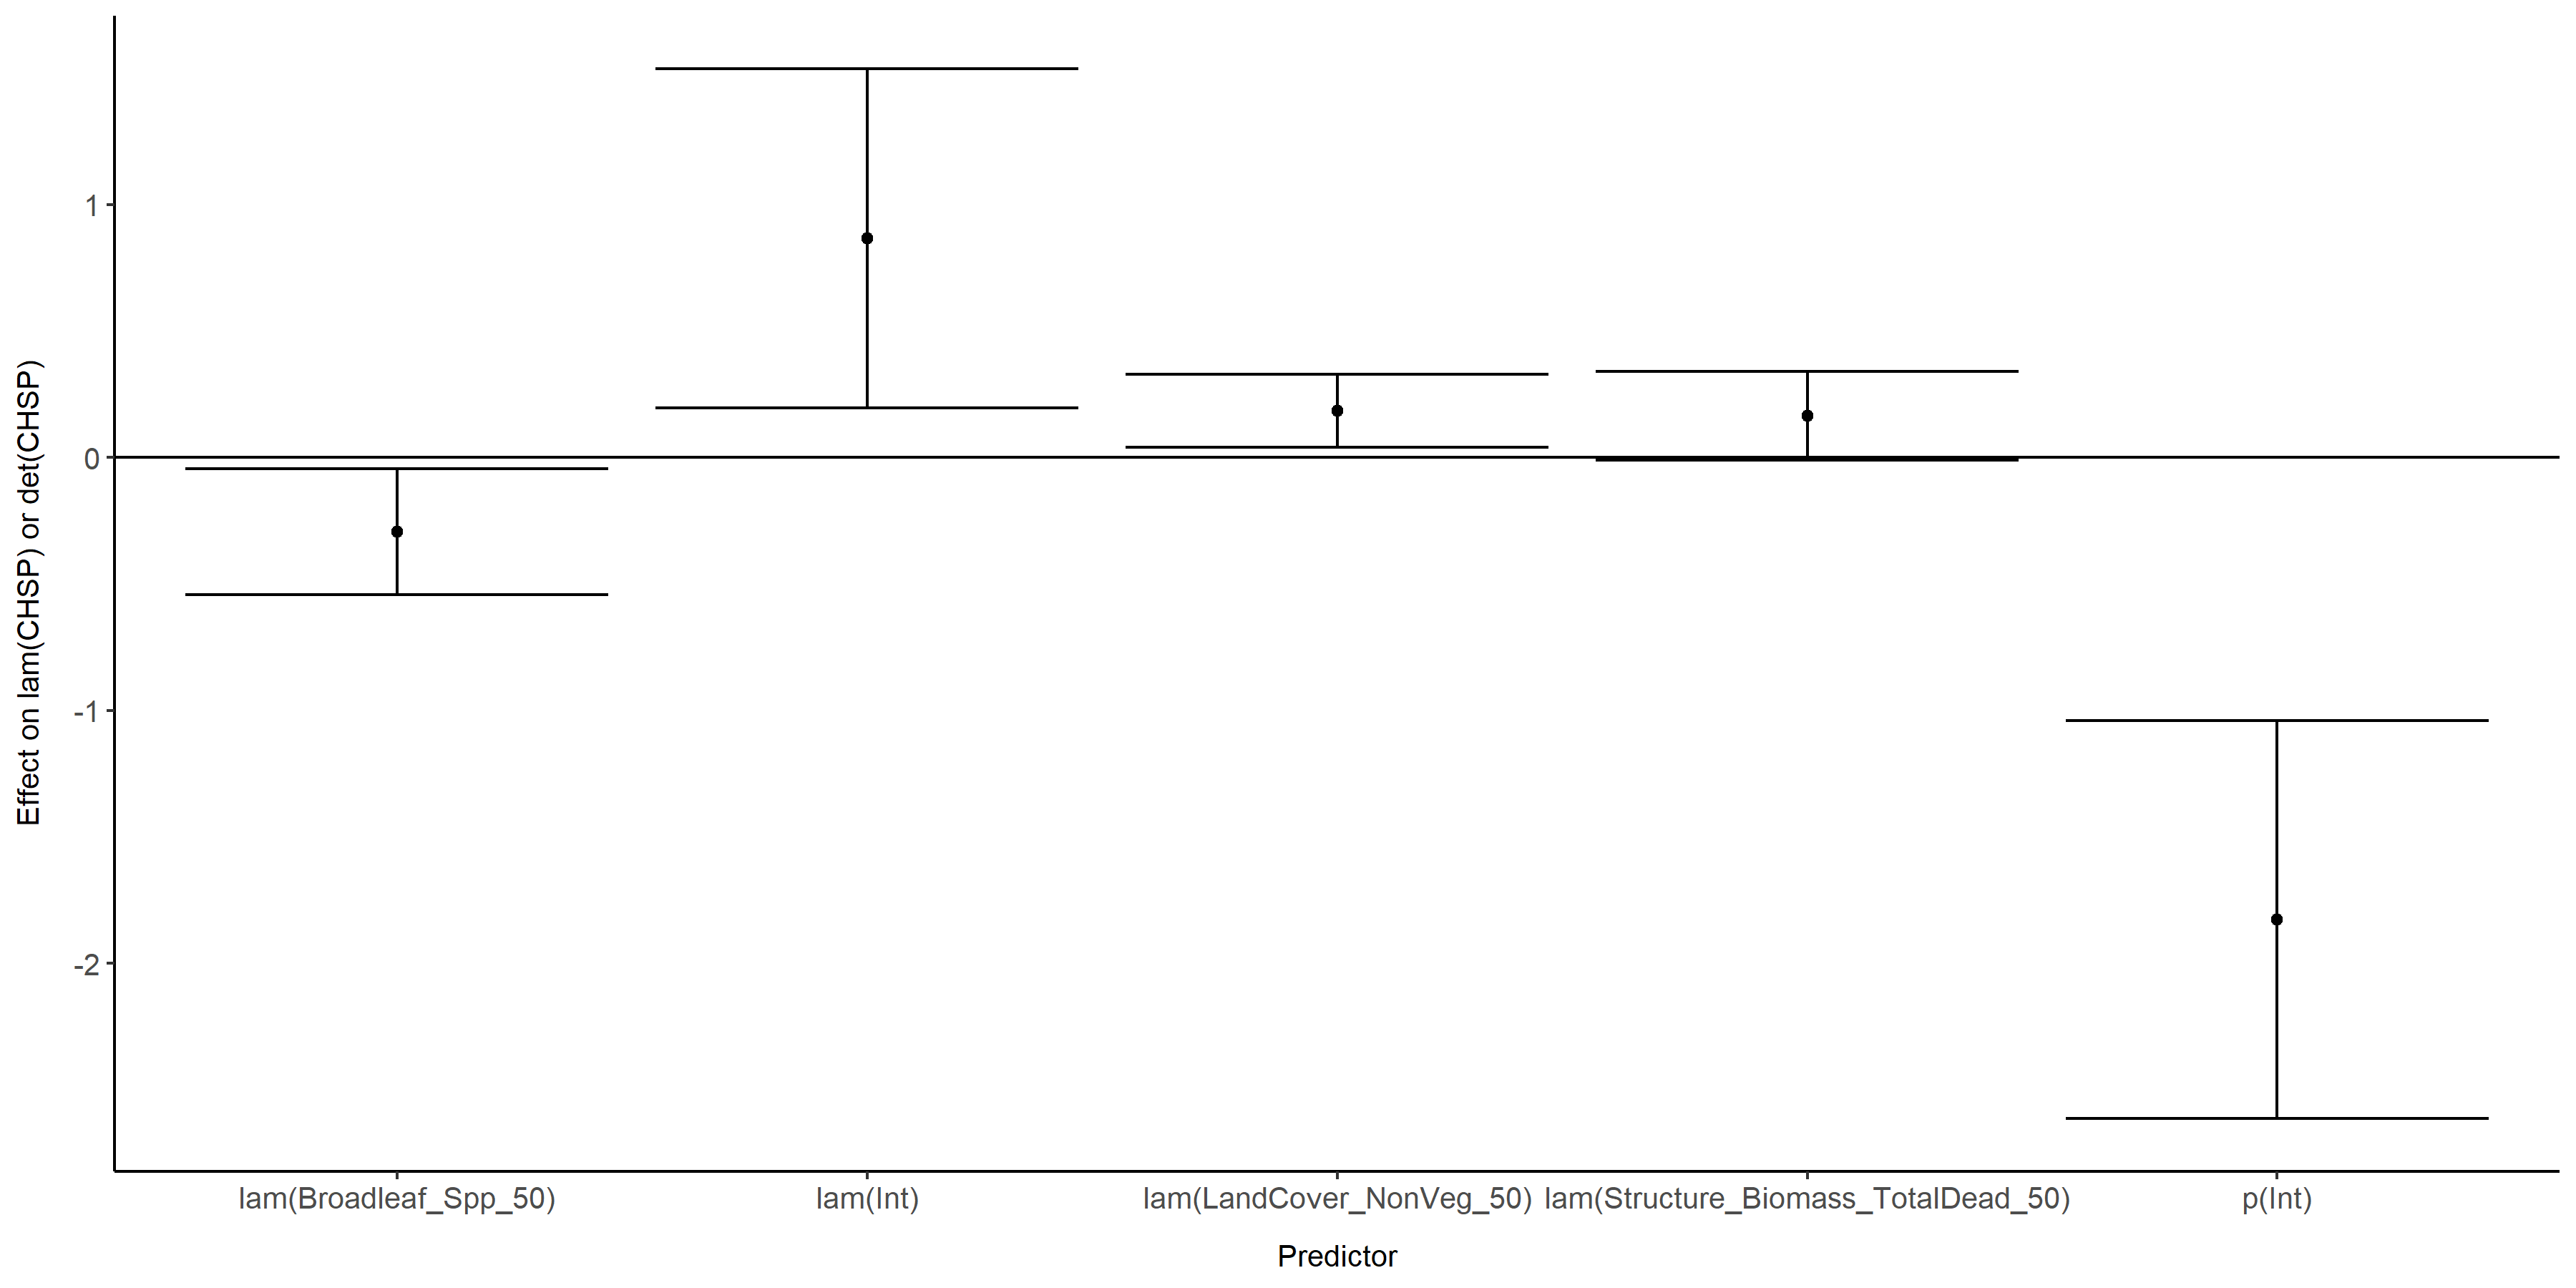 Effect on lam(CHSP) or det(CHSP)
1
0
-1
-2
lam(Broadleaf_Spp_50)
lam(Int)
lam(LandCover_NonVeg_50)
lam(Structure_Biomass_TotalDead_50)
p(Int)
Predictor